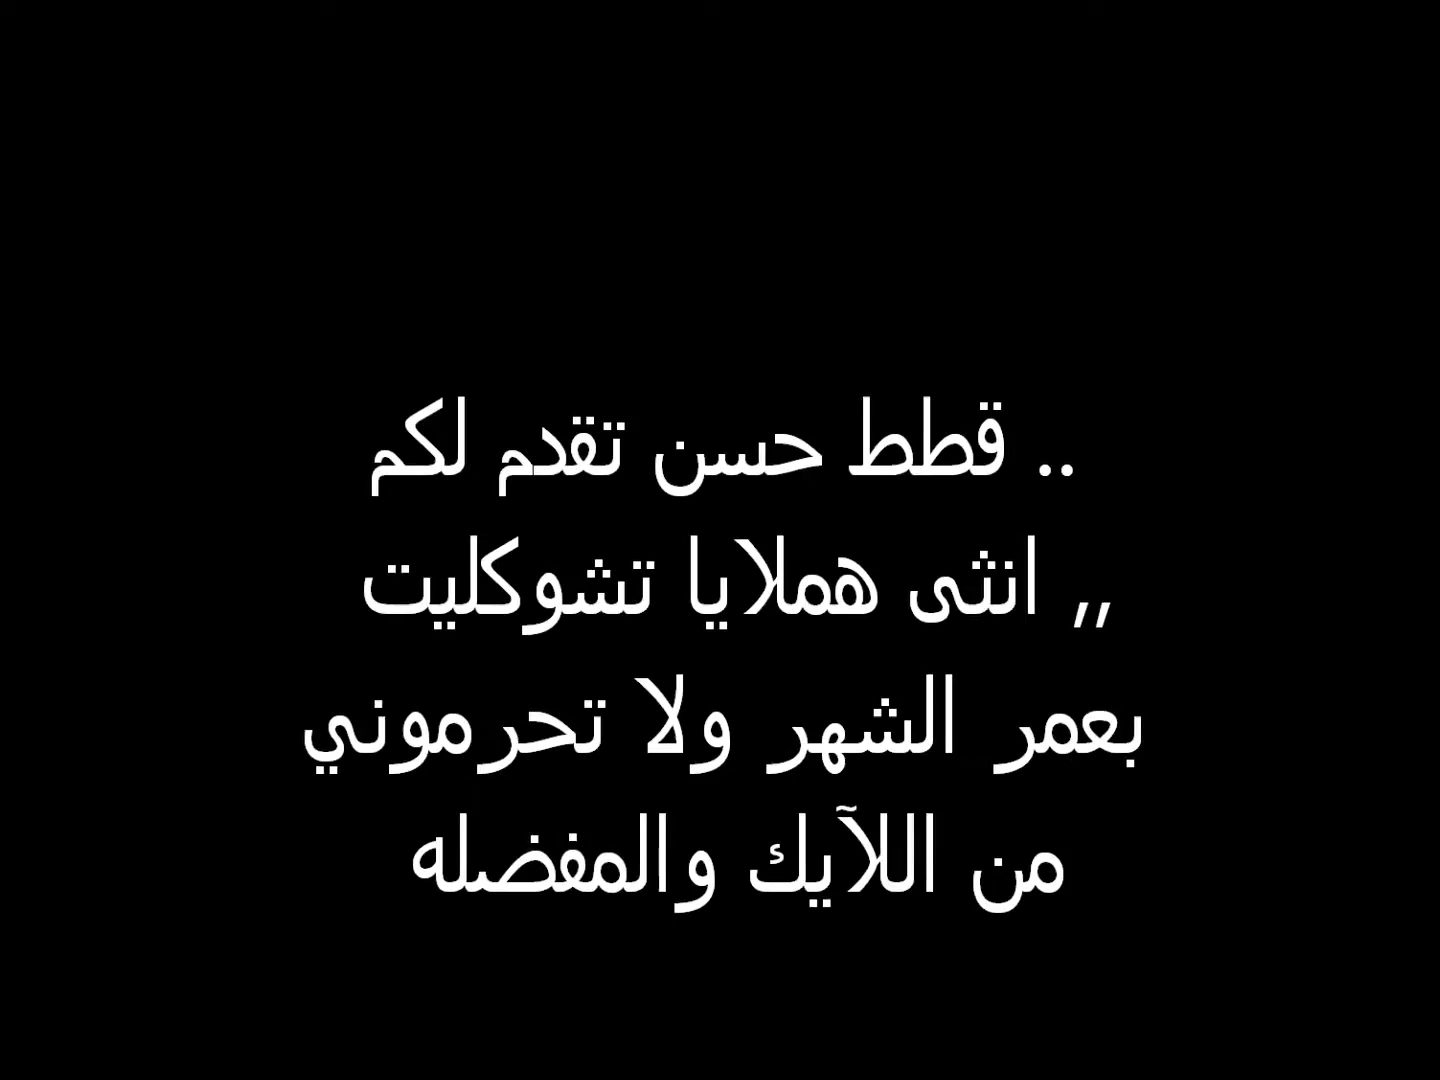 .. قطط حسن تقدم لكم
,, انثى هملايا تشوكليت
بعمر الشهر ولا تحرموني
من اللآيك والمفضله